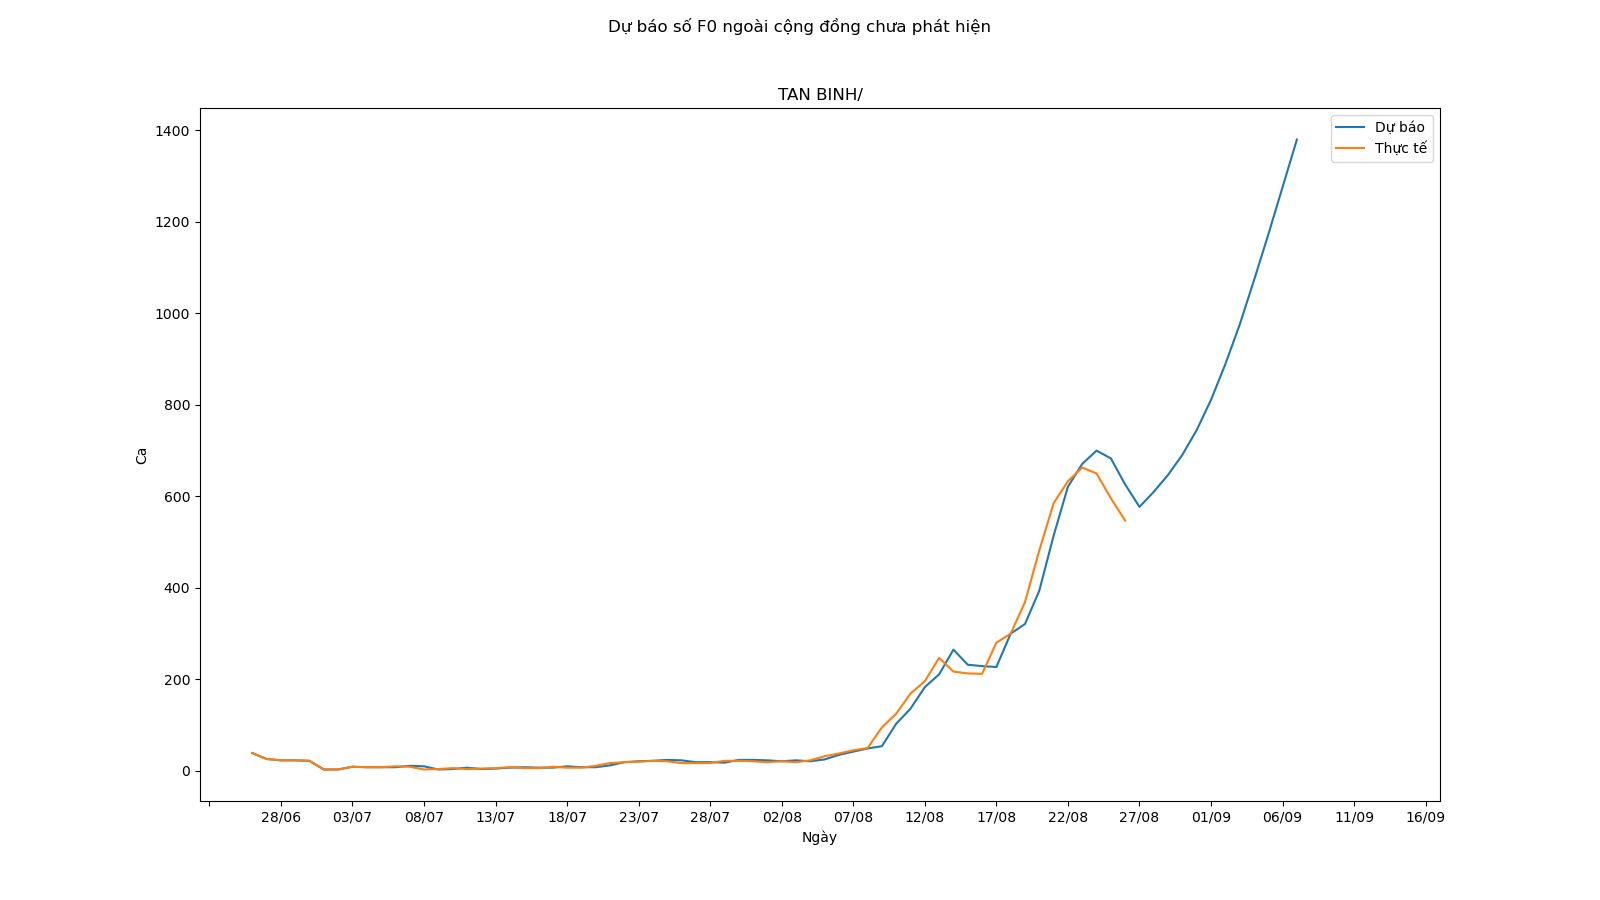 Dự báo số F0 ngoài cộng đồng chưa phát hiện
TAN BINH/
Dự báo
Thực tế
1400
1200
1000
800
600
400
200
0
Ca
28/06 03/07 08/07 13/07 18/07 23/07 28/07 02/08 07/08 12/08 17/08 22/08 27/08 01/09 06/09 11/09 16/09
Ngày